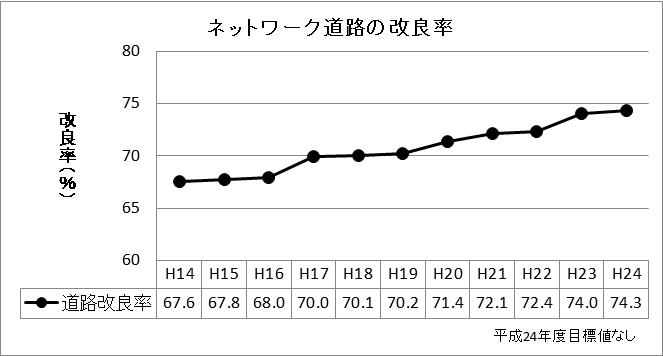 ネットワーク道路の改良率
改良率(%)
80
75
70
65
60
H14 H15 H16 H17 H18 H19 H20 H21 H22 H23 H24
道路改良率 67.6 67.8 68.0 70.0 70.1 70.2 71.4 72.1 72.4 74.0 74.3
平成24年度目標値なし